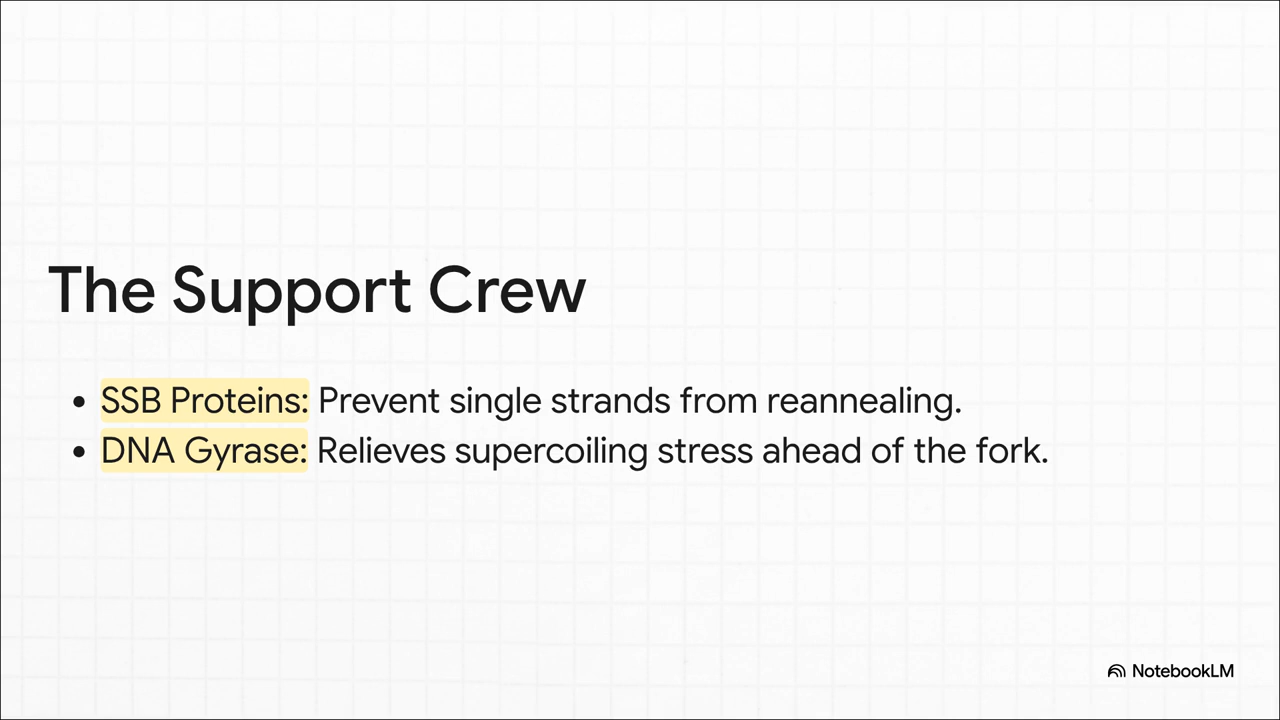 The Support Crew
• SSB Proteins: Prevent single strands from reannealing.
• DNA Gyrase: Relieves supercoiling stress ahead of the fork.
NotebookLM